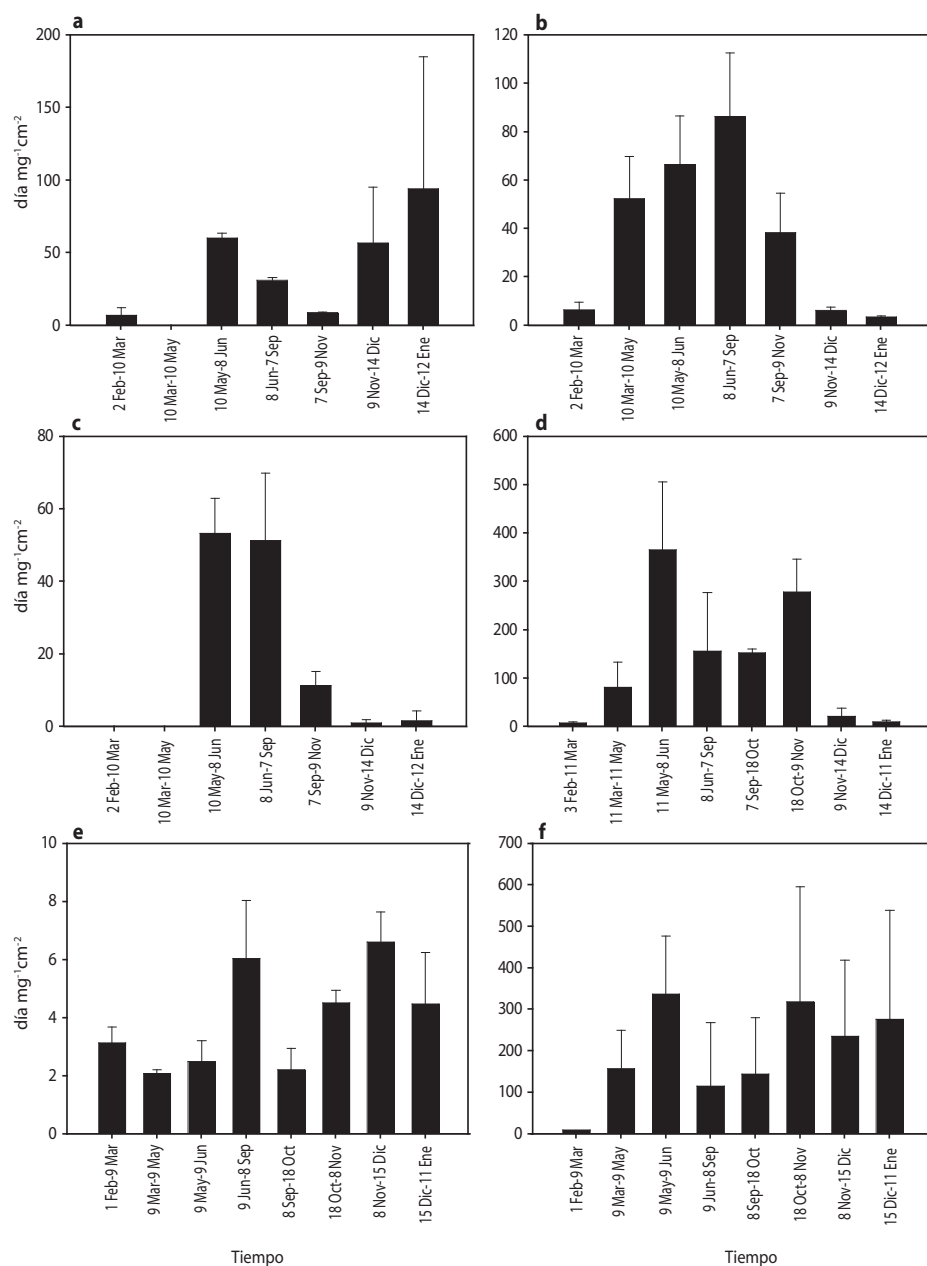 a
200
150
100
50
0
día mg⁻¹cm⁻²
2 Feb-10 Mar
10 Mar-10 May
10 May-8 Jun
8 Jun-7 Sep
7 Sep-9 Nov
9 Nov-14 Dic
14 Dic-12 Ene
b
120
100
80
60
40
20
0
2 Feb-10 Mar
10 Mar-10 May
10 May-8 Jun
8 Jun-7 Sep
7 Sep-9 Nov
9 Nov-14 Dic
14 Dic-12 Ene
c
80
60
40
20
0
día mg⁻¹cm⁻²
2 Feb-10 Mar
10 Mar-10 May
10 May-8 Jun
8 Jun-7 Sep
7 Sep-9 Nov
9 Nov-14 Dic
14 Dic-12 Ene
d
600
500
400
300
200
100
0
3 Feb-11 Mar
11 Mar-11 May
11 May-8 Jun
8 Jun-7 Sep
7 Sep-18 Oct
18 Oct-9 Nov
9 Nov-14 Dic
14 Dic-11 Ene
e
10
8
6
4
2
0
día mg⁻¹cm⁻²
1 Feb-9 Mar
9 Mar-9 May
9 May-9 Jun
9 Jun-8 Sep
8 Sep-18 Oct
18 Oct-8 Nov
8 Nov-15 Dic
15 Dic-11 Ene
Tiempo
f
700
600
500
400
300
200
100
0
1 Feb-9 Mar
9 Mar-9 May
9 May-9 Jun
9 Jun-8 Sep
8 Sep-18 Oct
18 Oct-8 Nov
8 Nov-15 Dic
15 Dic-11 Ene
Tiempo